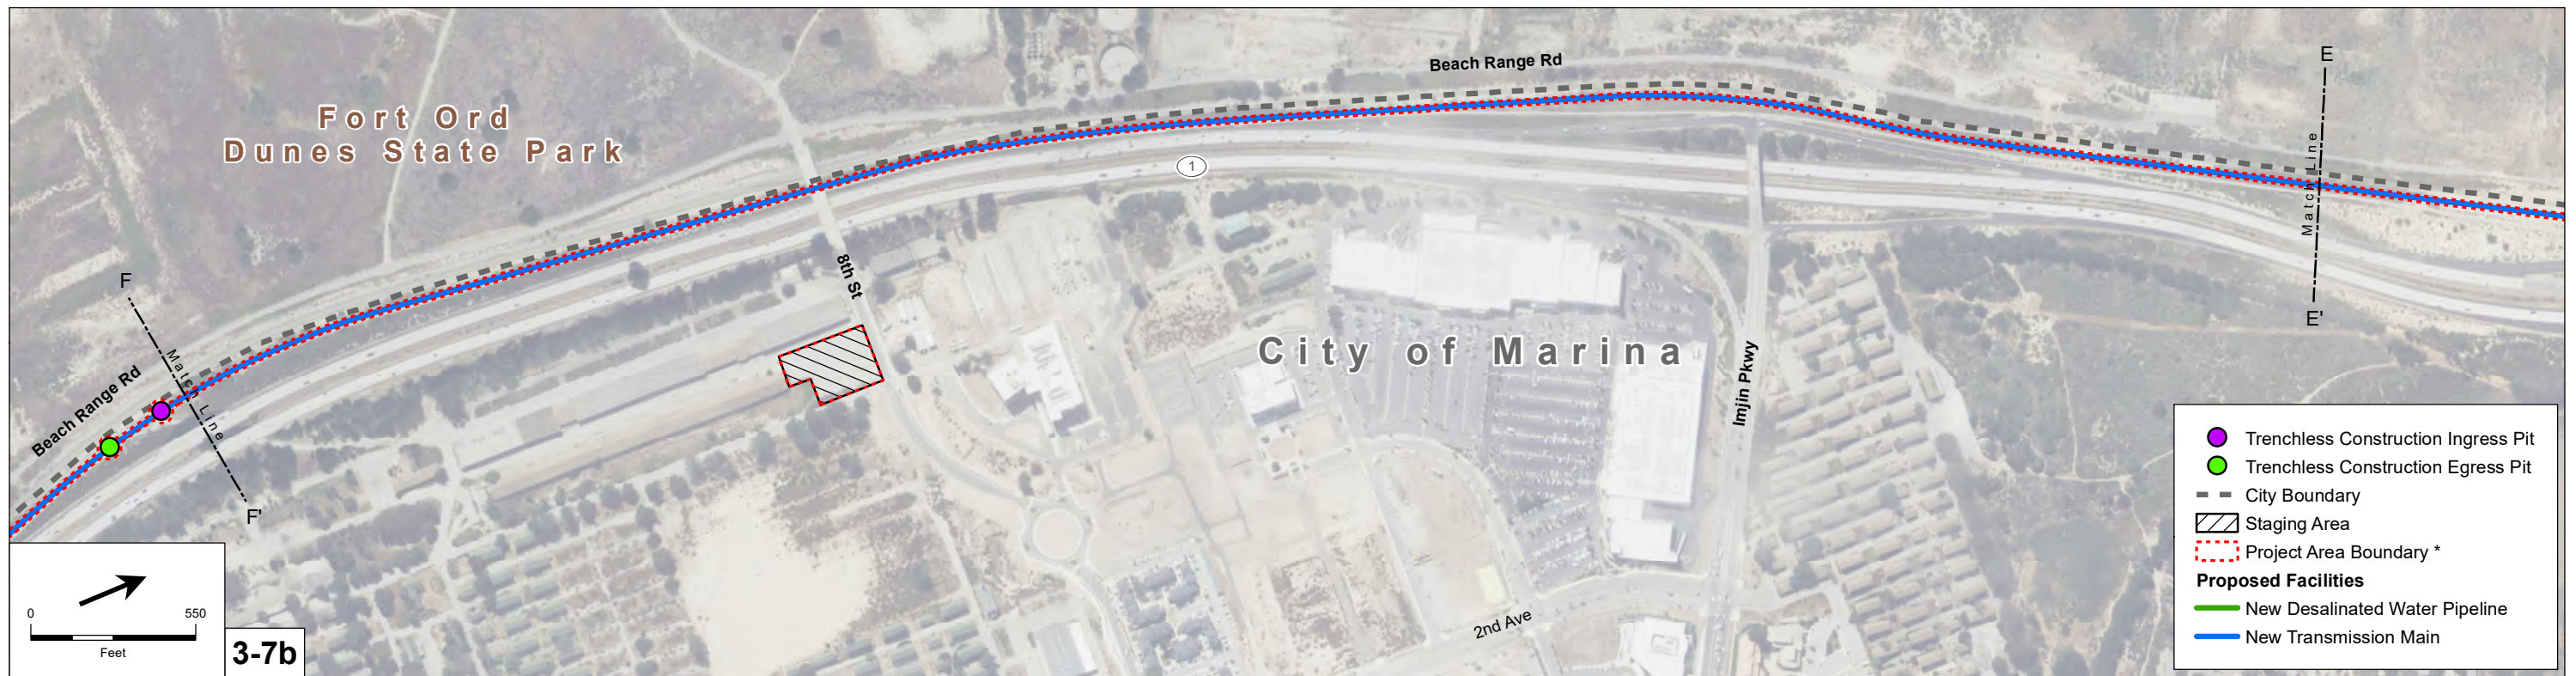 Beach Range Rd
E
Fort Ord
Dunes State Park
1
Match Line
8th St
F
E'
City of Marina
Match Line
Imjin Pkwy
Beach Range Rd
F'
2nd Ave
0 550
Feet
3-7b
Trenchless Construction Ingress Pit
Trenchless Construction Egress Pit
City Boundary
Staging Area
Project Area Boundary *
Proposed Facilities
New Desalinated Water Pipeline
New Transmission Main